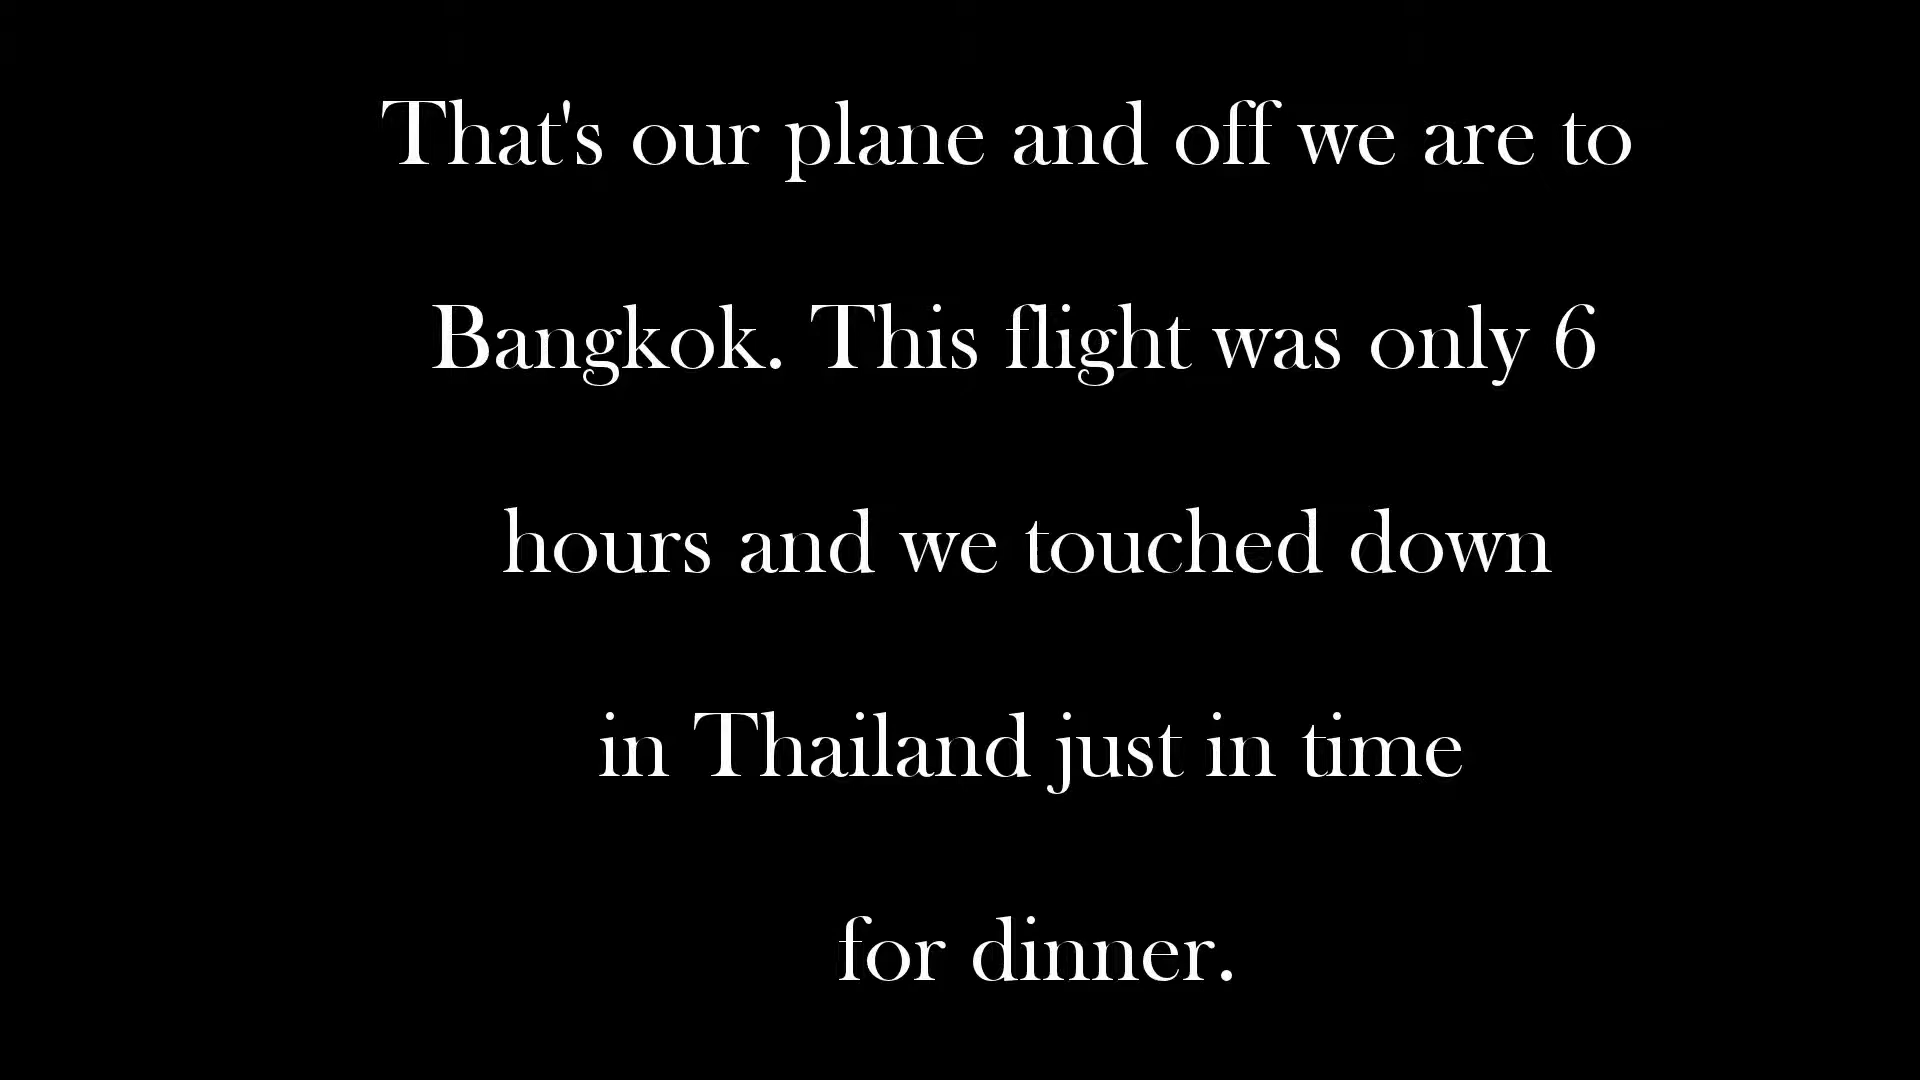 That's our plane and off we are to
Bangkok. This flight was only 6
hours and we touched down
in Thailand just in time
for dinner.